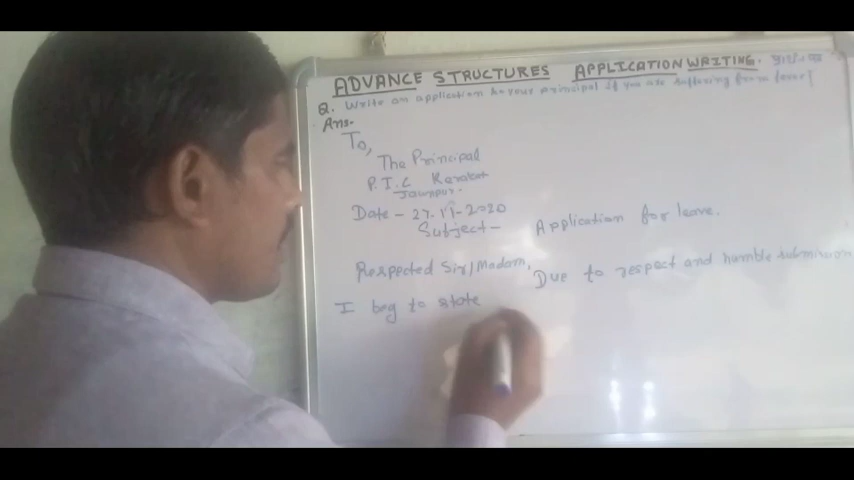 ADVANCE STRUCTURES APPLICATION WRITING.
Q. Write an application to your principal if you are suffering from fever
Ans.
To,
The Principal
P.I.C Kerakat
Jaunpur.
Date - 27-11-2020
Subject - Application for leave.
Respected Sir/Madam,
Due to respect and humble submission
I beg to state